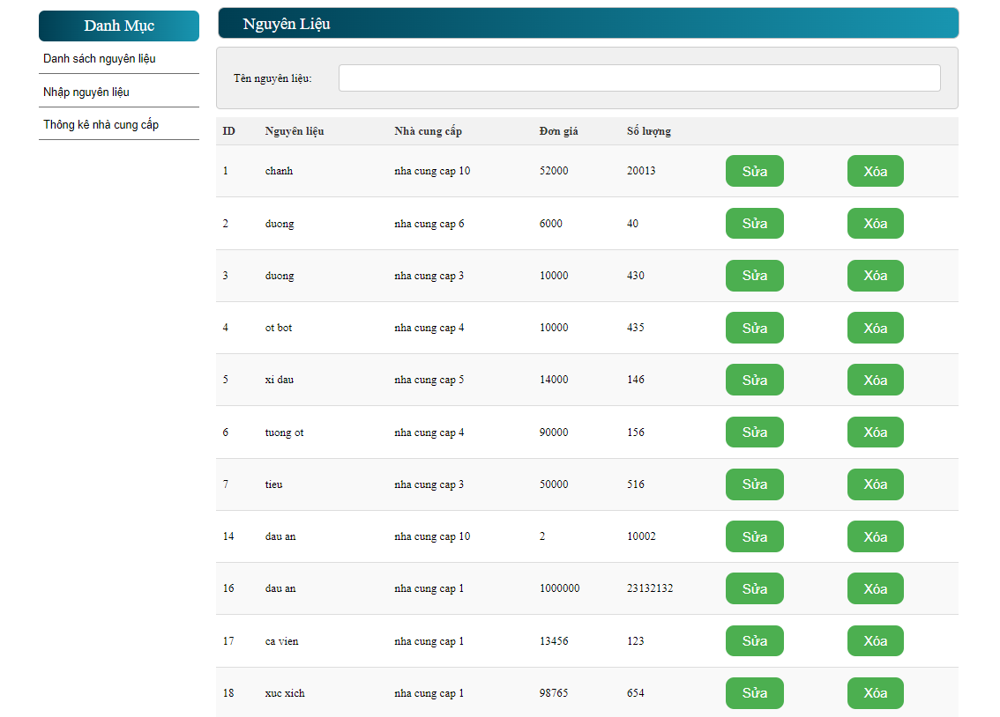 Danh Mục
Danh sách nguyên liệu
Nhập nguyên liệu
Thông kê nhà cung cấp
Nguyên Liệu
Tên nguyên liệu:
ID Nguyên liệu Nhà cung cấp Đơn giá Số lượng
1 chanh nha cung cap 10 52000 20013 Sửa Xóa
2 duong nha cung cap 6 6000 40 Sửa Xóa
3 duong nha cung cap 3 10000 430 Sửa Xóa
4 ot bot nha cung cap 4 10000 435 Sửa Xóa
5 xi dau nha cung cap 5 14000 146 Sửa Xóa
6 tuong ot nha cung cap 4 90000 156 Sửa Xóa
7 tieu nha cung cap 3 50000 516 Sửa Xóa
14 dau an nha cung cap 10 2 10002 Sửa Xóa
16 dau an nha cung cap 1 1000000 23132132 Sửa Xóa
17 ca vien nha cung cap 1 13456 123 Sửa Xóa
18 xuc xich nha cung cap 1 98765 654 Sửa Xóa